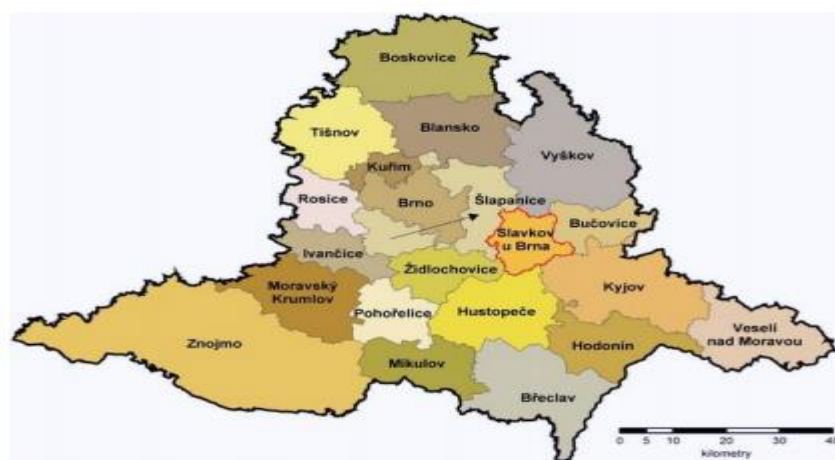 Boskovice
Tišnov
Blansko
Vyškov
Kuřim
Rosice
Brno
Šlapanice
Slavkov
u Brna
Bučovice
Ivančice
Židlochovice
Moravský
Krumlov
Pohořelice
Hustopeče
Kyjov
Znojmo
Mikulov
Hodonín
Veselí
nad Moravou
Břeclav
0 5 10 20 30 40
kilometry